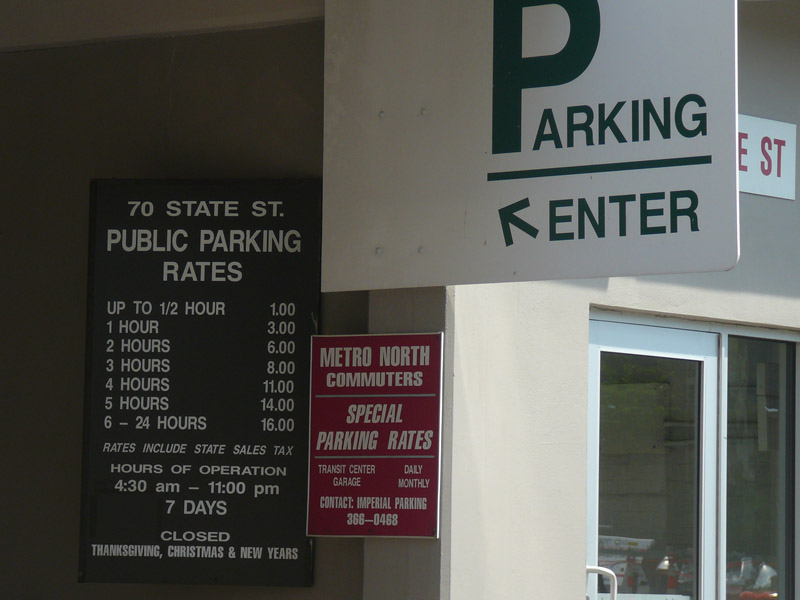 PARKING
ENTER
E ST
70 STATE ST.
PUBLIC PARKING
RATES
UP TO 1/2 HOUR 1.00
1 HOUR 3.00
2 HOURS 6.00
3 HOURS 8.00
4 HOURS 11.00
5 HOURS 14.00
6 – 24 HOURS 16.00
RATES INCLUDE STATE SALES TAX
HOURS OF OPERATION
4:30 am – 11:00 pm
7 DAYS
CLOSED
THANKSGIVING, CHRISTMAS & NEW YEARS
METRO NORTH
COMMUTERS
SPECIAL
PARKING RATES
TRANSIT CENTER DAILY
GARAGE MONTHLY
CONTACT: IMPERIAL PARKING
366–0468